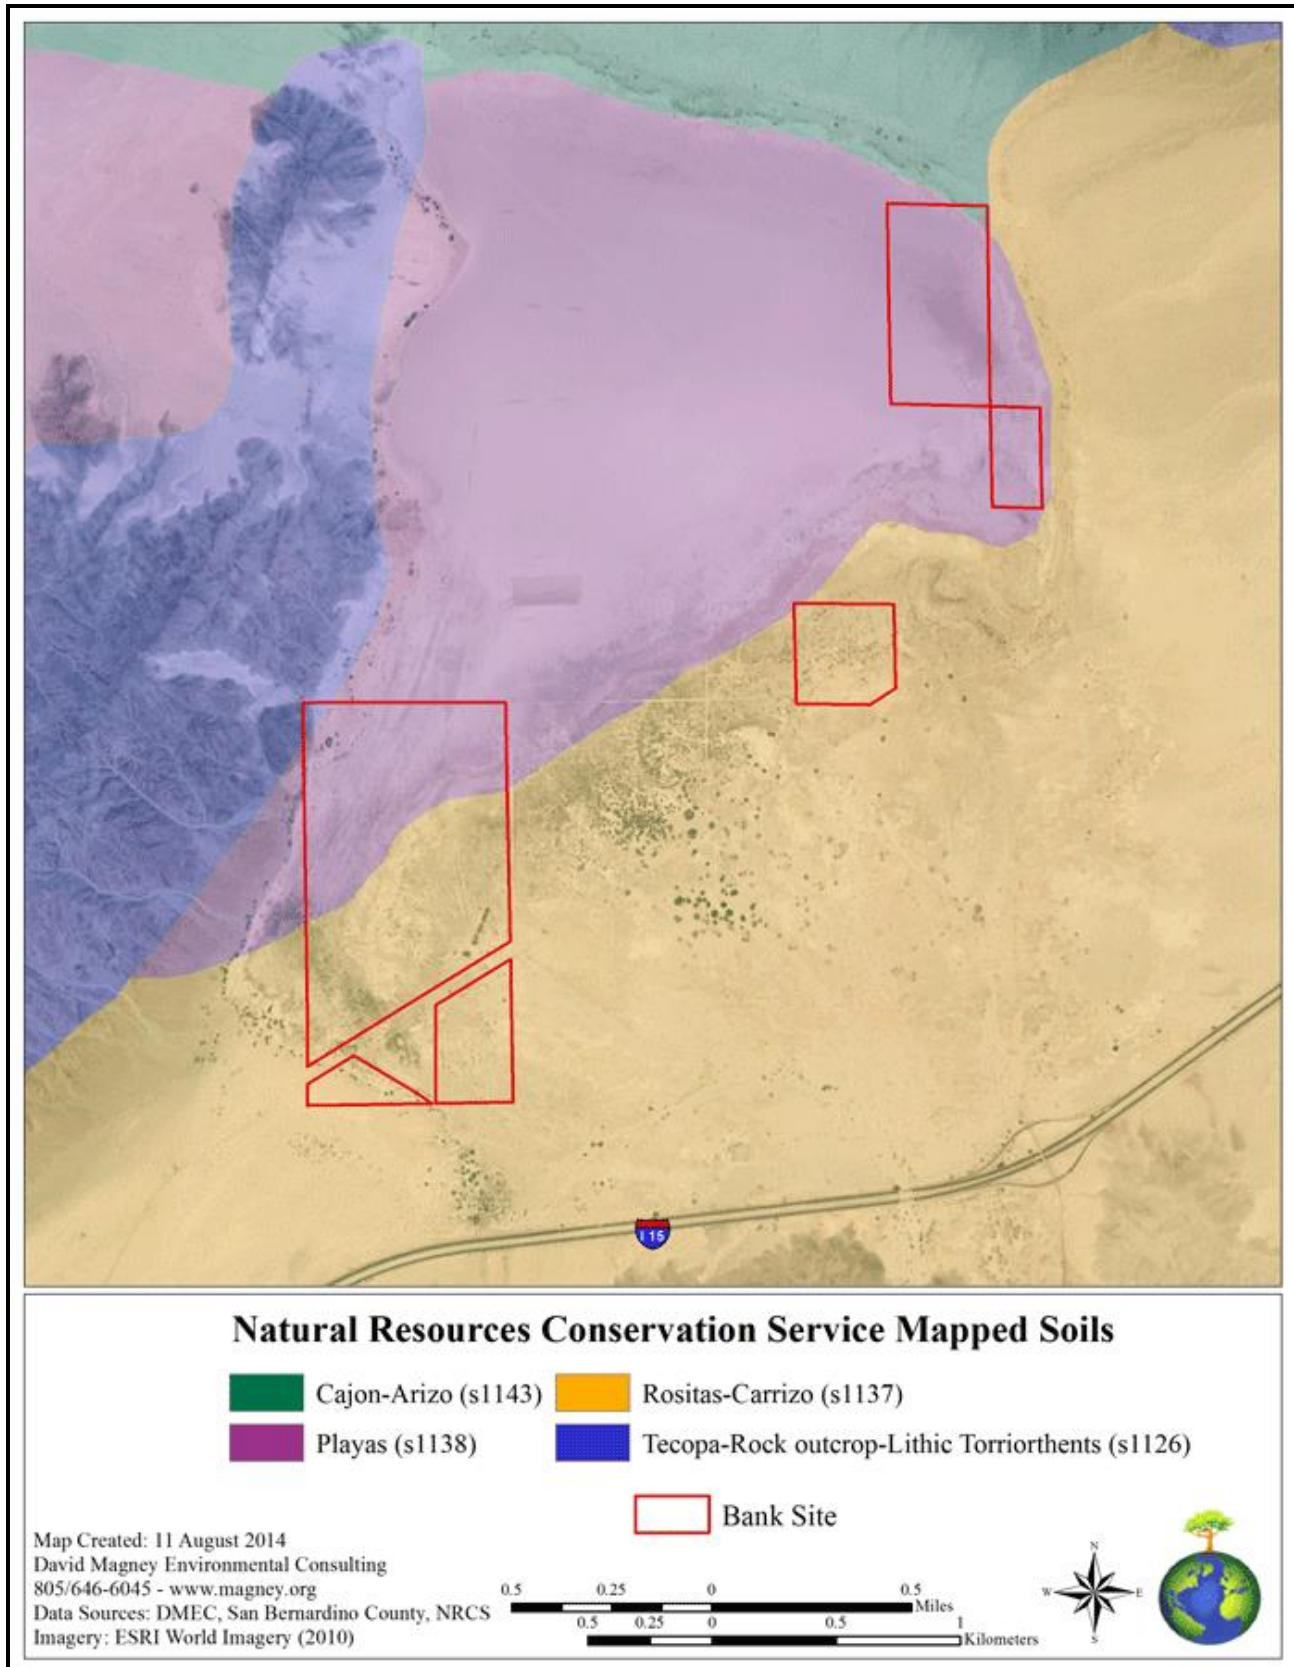 I 15
Natural Resources Conservation Service Mapped Soils
Cajon-Arizo (s1143)
Rositas-Carrizo (s1137)
Playas (s1138)
Tecopa-Rock outcrop-Lithic Torriorthents (s1126)
Bank Site
Map Created: 11 August 2014
David Magney Environmental Consulting
805/646-6045 - www.magney.org
Data Sources: DMEC, San Bernardino County, NRCS
Imagery: ESRI World Imagery (2010)
0.5 0.25 0 0.5
Miles
0.5 0.25 0 0.5 1
Kilometers
N
W E
S